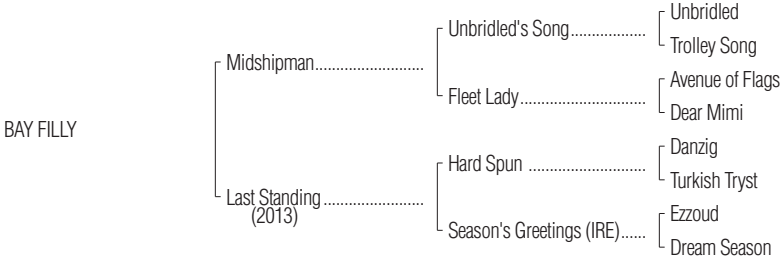 Unbridled
Unbridled's Song..................
Trolley Song
Midshipman..........................
Avenue of Flags
Fleet Lady..............................
Dear Mimi
BAY FILLY
Danzig
Hard Spun ............................
Turkish Tryst
Last Standing........................
(2013)
Ezzoud
Season's Greetings (IRE)......
Dream Season